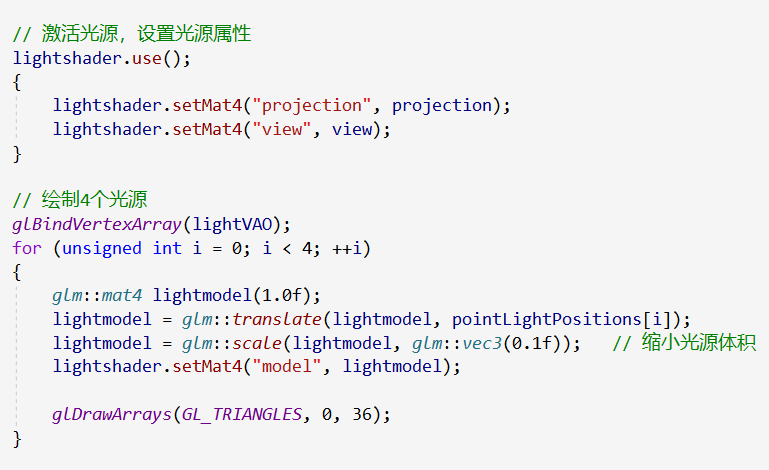 // 激活光源，设置光源属性
lightshader.use();
{
    lightshader.setMat4("projection", projection);
    lightshader.setMat4("view", view);
}

// 绘制4个光源
glBindVertexArray(lightVAO);
for (unsigned int i = 0; i < 4; ++i)
{
    glm::mat4 lightmodel(1.0f);
    lightmodel = glm::translate(lightmodel, pointLightPositions[i]);
    lightmodel = glm::scale(lightmodel, glm::vec3(0.1f));   // 缩小光源体积
    lightshader.setMat4("model", lightmodel);

    glDrawArrays(GL_TRIANGLES, 0, 36);
}